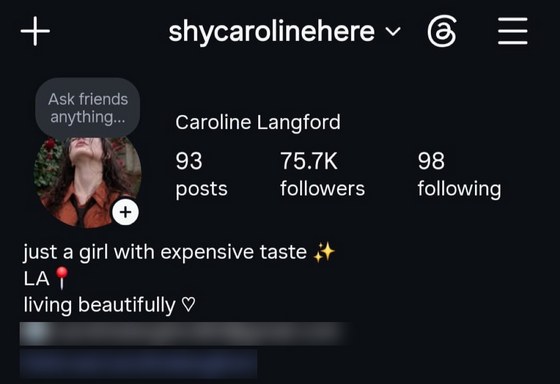 shycarolinehere
Ask friends
anything...
Caroline Langford
93 75.7K 98
posts followers following
just a girl with expensive taste ✨
LA📍
living beautifully ♡